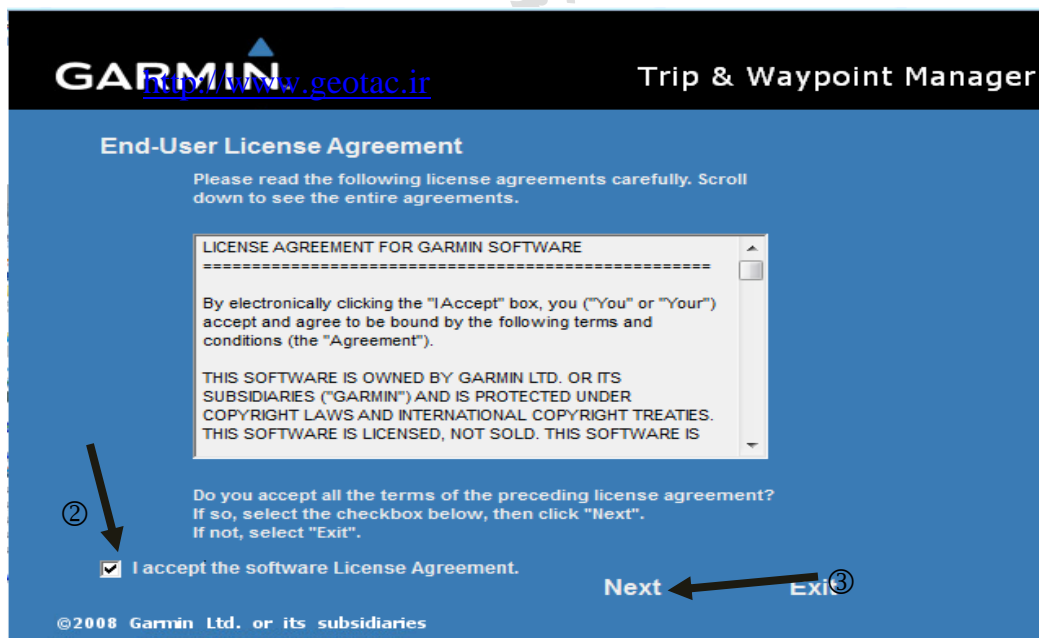 GARMIN.
http://www.geotac.ir
Trip & Waypoint Manager
End-User License Agreement
Please read the following license agreements carefully. Scroll
down to see the entire agreements.
LICENSE AGREEMENT FOR GARMIN SOFTWARE
====================================================
By electronically clicking the "I Accept" box, you ("You" or "Your")
accept and agree to be bound by the following terms and
conditions (the "Agreement").
THIS SOFTWARE IS OWNED BY GARMIN LTD. OR ITS
SUBSIDIARIES ("GARMIN") AND IS PROTECTED UNDER
COPYRIGHT LAWS AND INTERNATIONAL COPYRIGHT TREATIES.
THIS SOFTWARE IS LICENSED, NOT SOLD. THIS SOFTWARE IS
Do you accept all the terms of the preceding license agreement?
If so, select the checkbox below, then click "Next".
If not, select "Exit".
②
I accept the software License Agreement.
Next
Exit
③
©2008 Garmin Ltd. or its subsidiaries